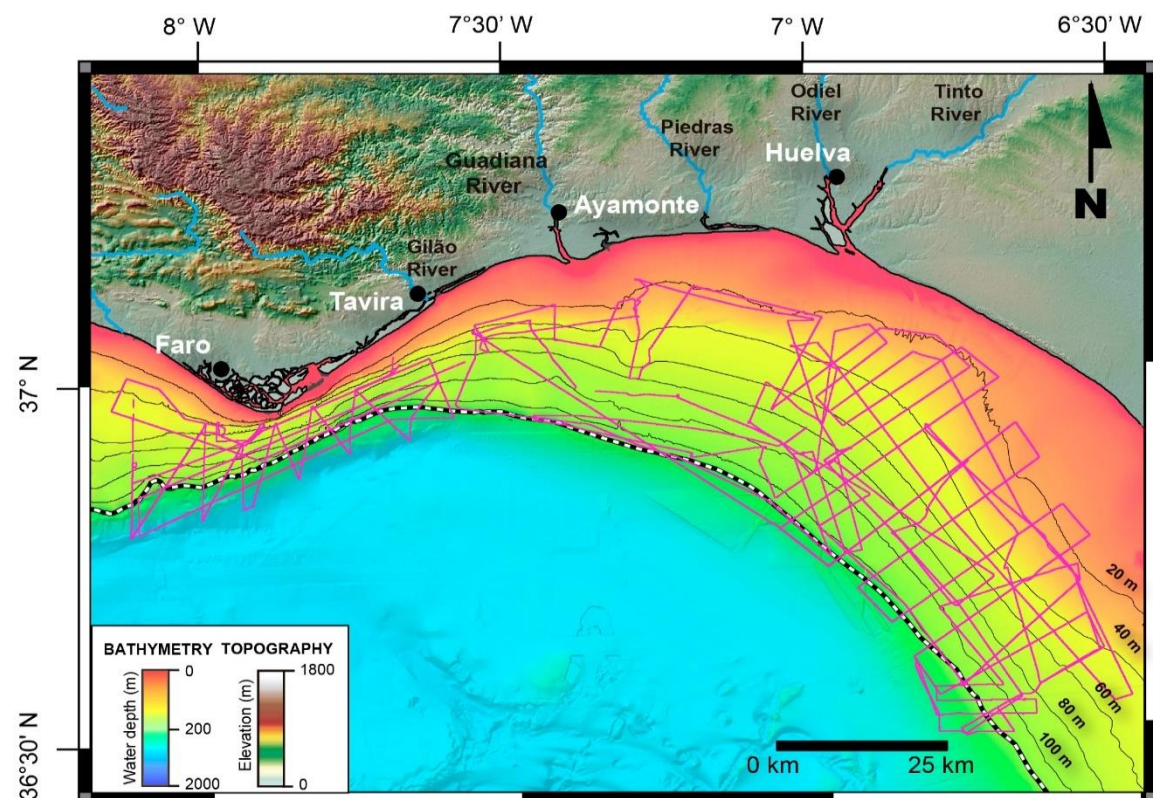 8° W
7°30' W
7° W
6°30' W
Odiel
River
Tinto
River
Piedras
River
Huelva
Guadiana
River
Ayamonte
N
Gilão
River
Tavira
Faro
37° N
36°30' N
20 m
40 m
60 m
80 m
100 m
BATHYMETRY TOPOGRAPHY
Water depth (m)
0
200
2000
Elevation (m)
1800
0
0 km
25 km